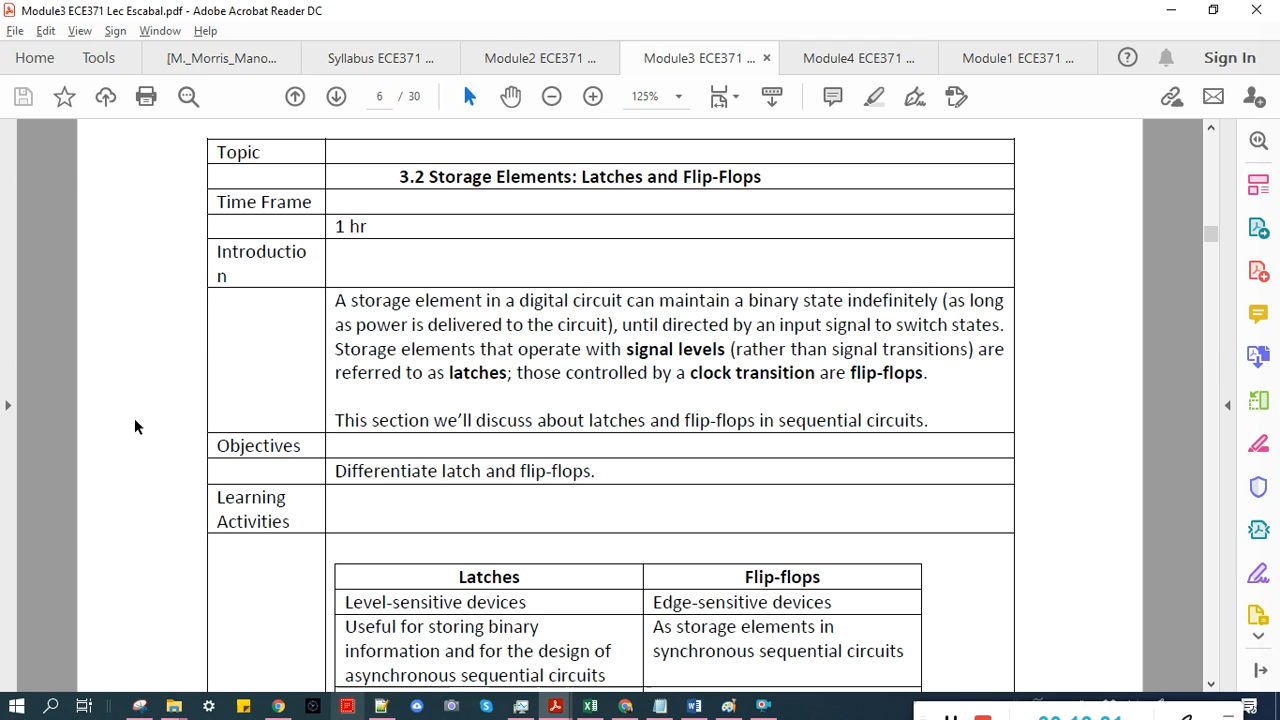 Module3 ECE371 Lec Escabal.pdf - Adobe Acrobat Reader DC
File Edit View Sign Window Help
Home Tools [M._Morris_Mano... Syllabus ECE371 ... Module2 ECE371 ... Module3 ECE371 ... × Module4 ECE371 ... Module1 ECE371 ... Sign In
6 / 30 125%
Topic
3.2 Storage Elements: Latches and Flip-Flops
Time Frame
1 hr
Introductio
n
A storage element in a digital circuit can maintain a binary state indefinitely (as long
as power is delivered to the circuit), until directed by an input signal to switch states.
Storage elements that operate with signal levels (rather than signal transitions) are
referred to as latches; those controlled by a clock transition are flip-flops.
This section we'll discuss about latches and flip-flops in sequential circuits.
Objectives
Differentiate latch and flip-flops.
Learning
Activities
Latches Flip-flops
Level-sensitive devices Edge-sensitive devices
Useful for storing binary As storage elements in
information and for the design of synchronous sequential circuits
asynchronous sequential circuits